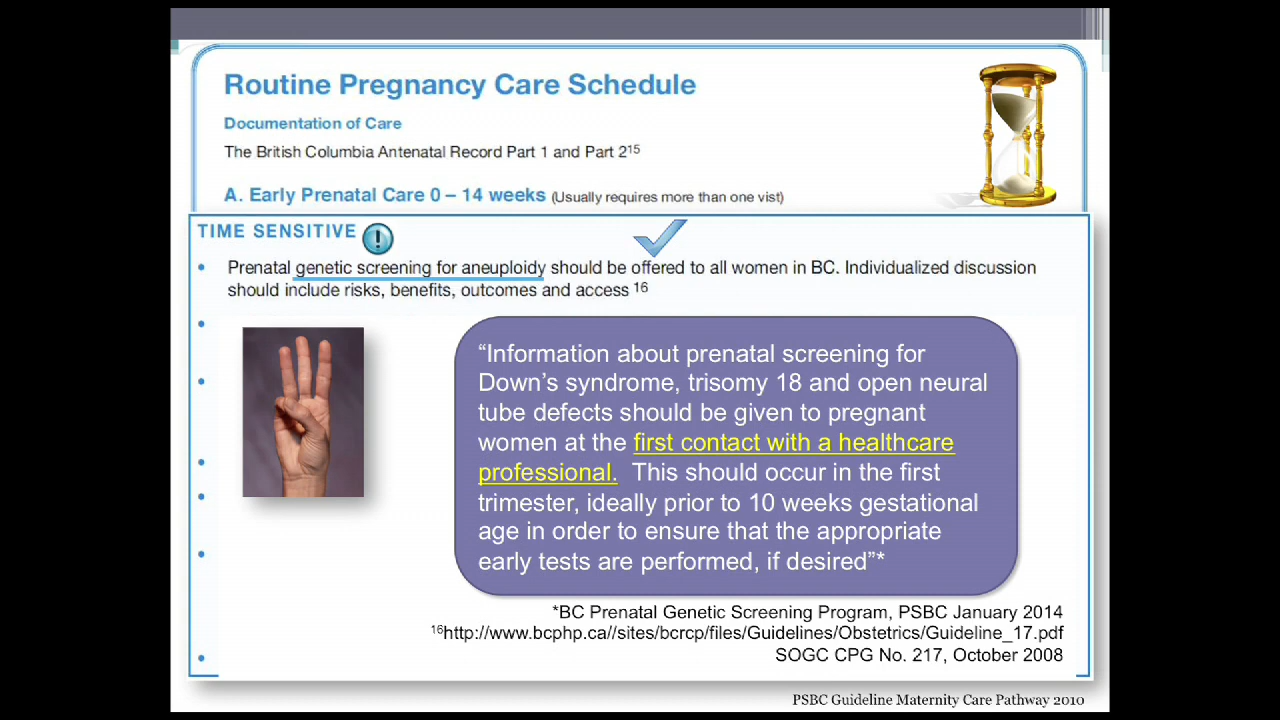 Routine Pregnancy Care Schedule
Documentation of Care
The British Columbia Antenatal Record Part 1 and Part 2¹⁵
A. Early Prenatal Care 0 – 14 weeks (Usually requires more than one vist)
TIME SENSITIVE
• Prenatal genetic screening for aneuploidy should be offered to all women in BC. Individualized discussion
should include risks, benefits, outcomes and access ¹⁶
“Information about prenatal screening for
Down’s syndrome, trisomy 18 and open neural
tube defects should be given to pregnant
women at the first contact with a healthcare
professional. This should occur in the first
trimester, ideally prior to 10 weeks gestational
age in order to ensure that the appropriate
early tests are performed, if desired”*
*BC Prenatal Genetic Screening Program, PSBC January 2014
¹⁶http://www.bcphp.ca//sites/bcrcp/files/Guidelines/Obstetrics/Guideline_17.pdf
SOGC CPG No. 217, October 2008
PSBC Guideline Maternity Care Pathway 2010